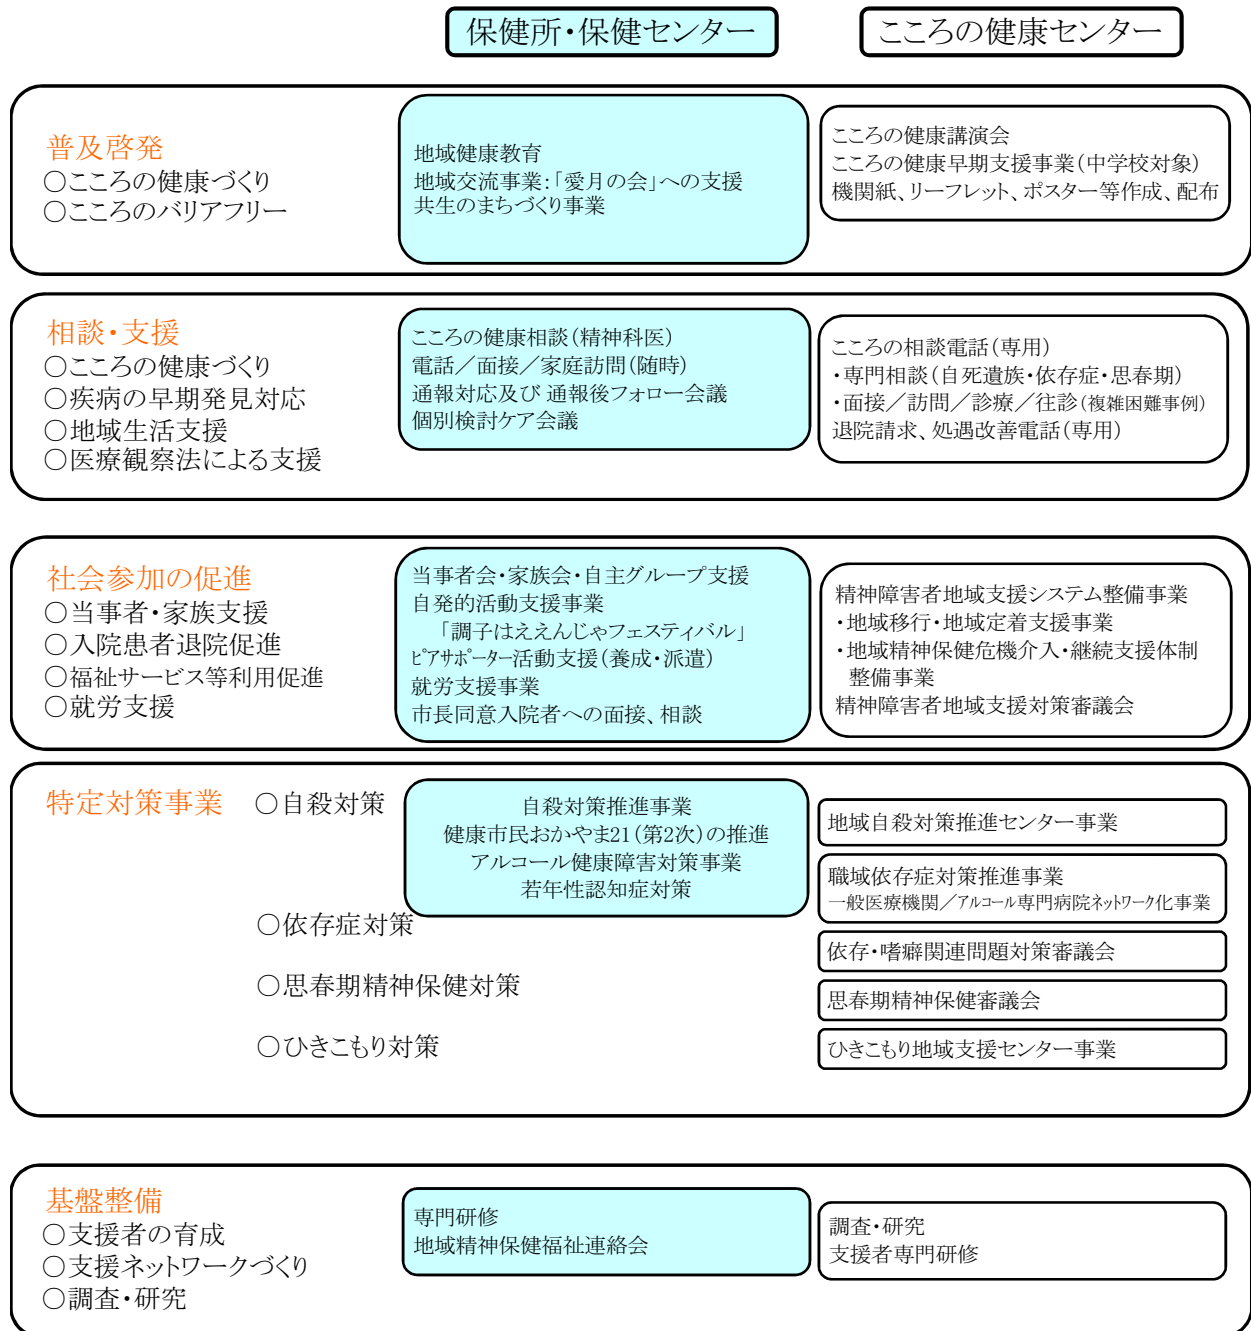 保健所・保健センター
こころの健康センター
普及啓発
○こころの健康づくり
○こころのバリアフリー
地域健康教育
地域交流事業:「愛月の会」への支援
共生のまちづくり事業
こころの健康講演会
こころの健康早期支援事業(中学校対象)
機関紙、リーフレット、ポスター等作成、配布
相談・支援
○こころの健康づくり
○疾病の早期発見対応
○地域生活支援
○医療観察法による支援
こころの健康相談(精神科医)
電話／面接／家庭訪問(随時)
通報対応及び 通報後フォロー会議
個別検討ケア会議
こころの相談電話(専用)
・専門相談(自死遺族・依存症・思春期)
・面接／訪問／診療／往診(複雑困難事例)
退院請求、処遇改善電話(専用)
社会参加の促進
○当事者・家族支援
○入院患者退院促進
○福祉サービス等利用促進
○就労支援
当事者会・家族会・自主グループ支援
自発的活動支援事業
「調子はええんじゃフェスティバル」
ﾋﾟｱｻﾎﾟｰﾀｰ活動支援(養成・派遣)
就労支援事業
市長同意入院者への面接、相談
精神障害者地域支援システム整備事業
・地域移行・地域定着支援事業
・地域精神保健危機介入・継続支援体制
整備事業
精神障害者地域支援対策審議会
特定対策事業
○自殺対策
○依存症対策
○思春期精神保健対策
○ひきこもり対策
自殺対策推進事業
健康市民おかやま21(第2次)の推進
アルコール健康障害対策事業
若年性認知症対策
地域自殺対策推進センター事業
職域依存症対策推進事業
一般医療機関／ｱﾙｺｰﾙ専門病院ﾈｯﾄﾜｰｸ化事業
依存・嗜癖関連問題対策審議会
思春期精神保健審議会
ひきこもり地域支援センター事業
基盤整備
○支援者の育成
○支援ネットワークづくり
○調査・研究
専門研修
地域精神保健福祉連絡会
調査・研究
支援者専門研修